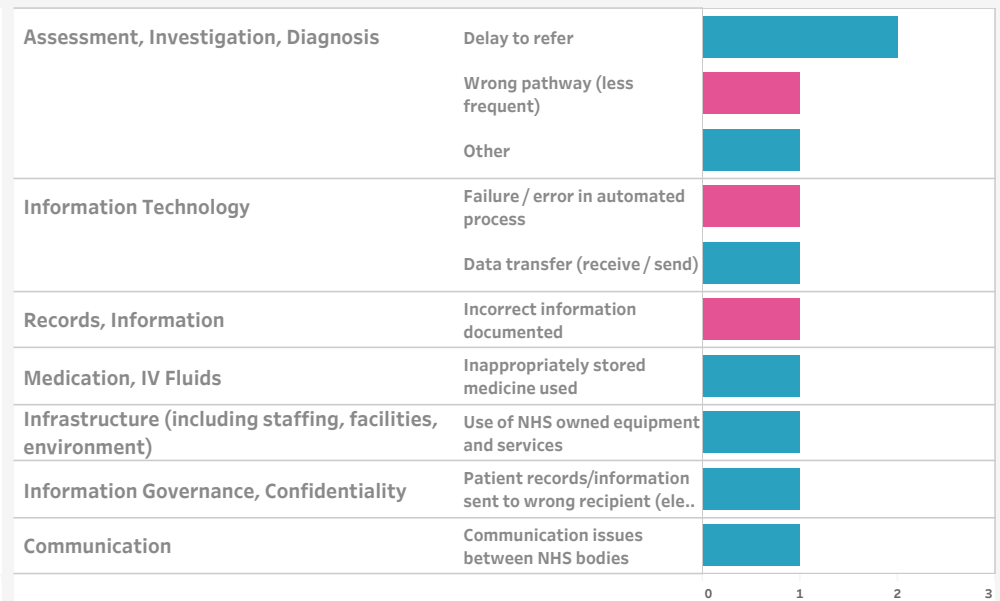 Assessment, Investigation, Diagnosis
Delay to refer
Wrong pathway (less
frequent)
Other
Information Technology
Failure / error in automated
process
Data transfer (receive / send)
Records, Information
Incorrect information
documented
Medication, IV Fluids
Inappropriately stored
medicine used
Infrastructure (including staffing, facilities,
environment)
Use of NHS owned equipment
and services
Information Governance, Confidentiality
Patient records/information
sent to wrong recipient (ele..
Communication
Communication issues
between NHS bodies
0 1 2 3